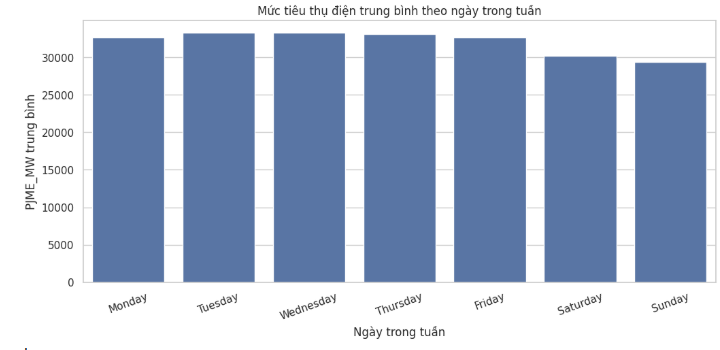 Mức tiêu thụ điện trung bình theo ngày trong tuần
PJME_MW trung bình
30000
25000
20000
15000
10000
5000
0
Monday Tuesday Wednesday Thursday Friday Saturday Sunday
Ngày trong tuần